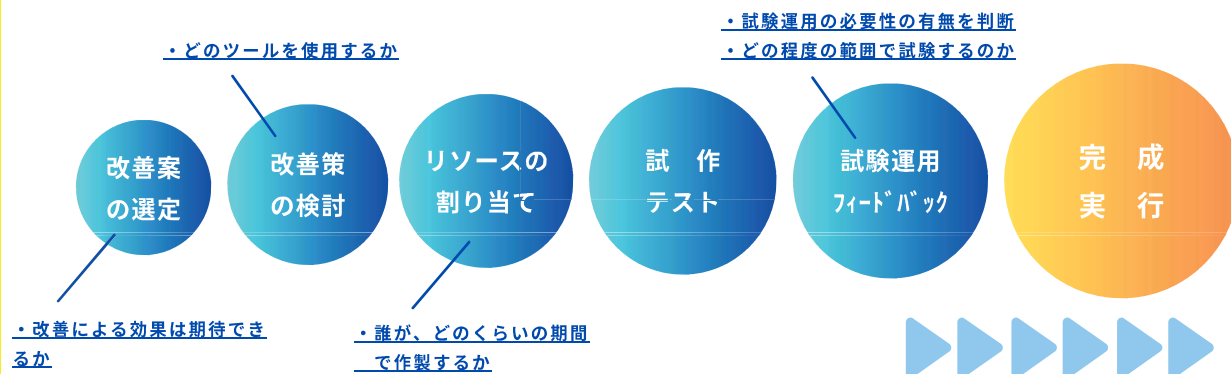 ・試験運用の必要性の有無を判断
・どの程度の範囲で試験するのか
・どのツールを使用するか
改善案
の選定
改善策
の検討
リソースの
割り当て
試　作
テスト
試験運用
フィードバック
完　成
実　行
・改善による効果は期待でき
るか
・誰が、どのくらいの期間
で作製するか